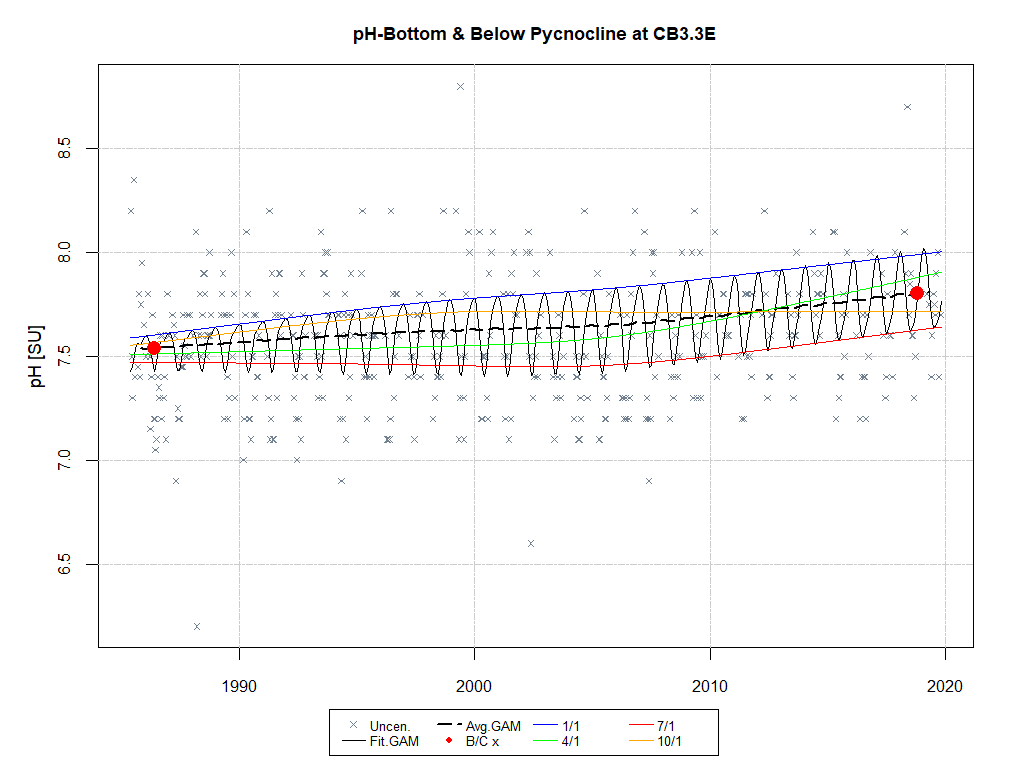 pH-Bottom & Below Pycnocline at CB3.3E
pH [SU]
8.5
8.0
7.5
7.0
6.5
1990
2000
2010
2020
Uncen.
Avg.GAM
1/1
7/1
Fit.GAM
B/C x
4/1
10/1